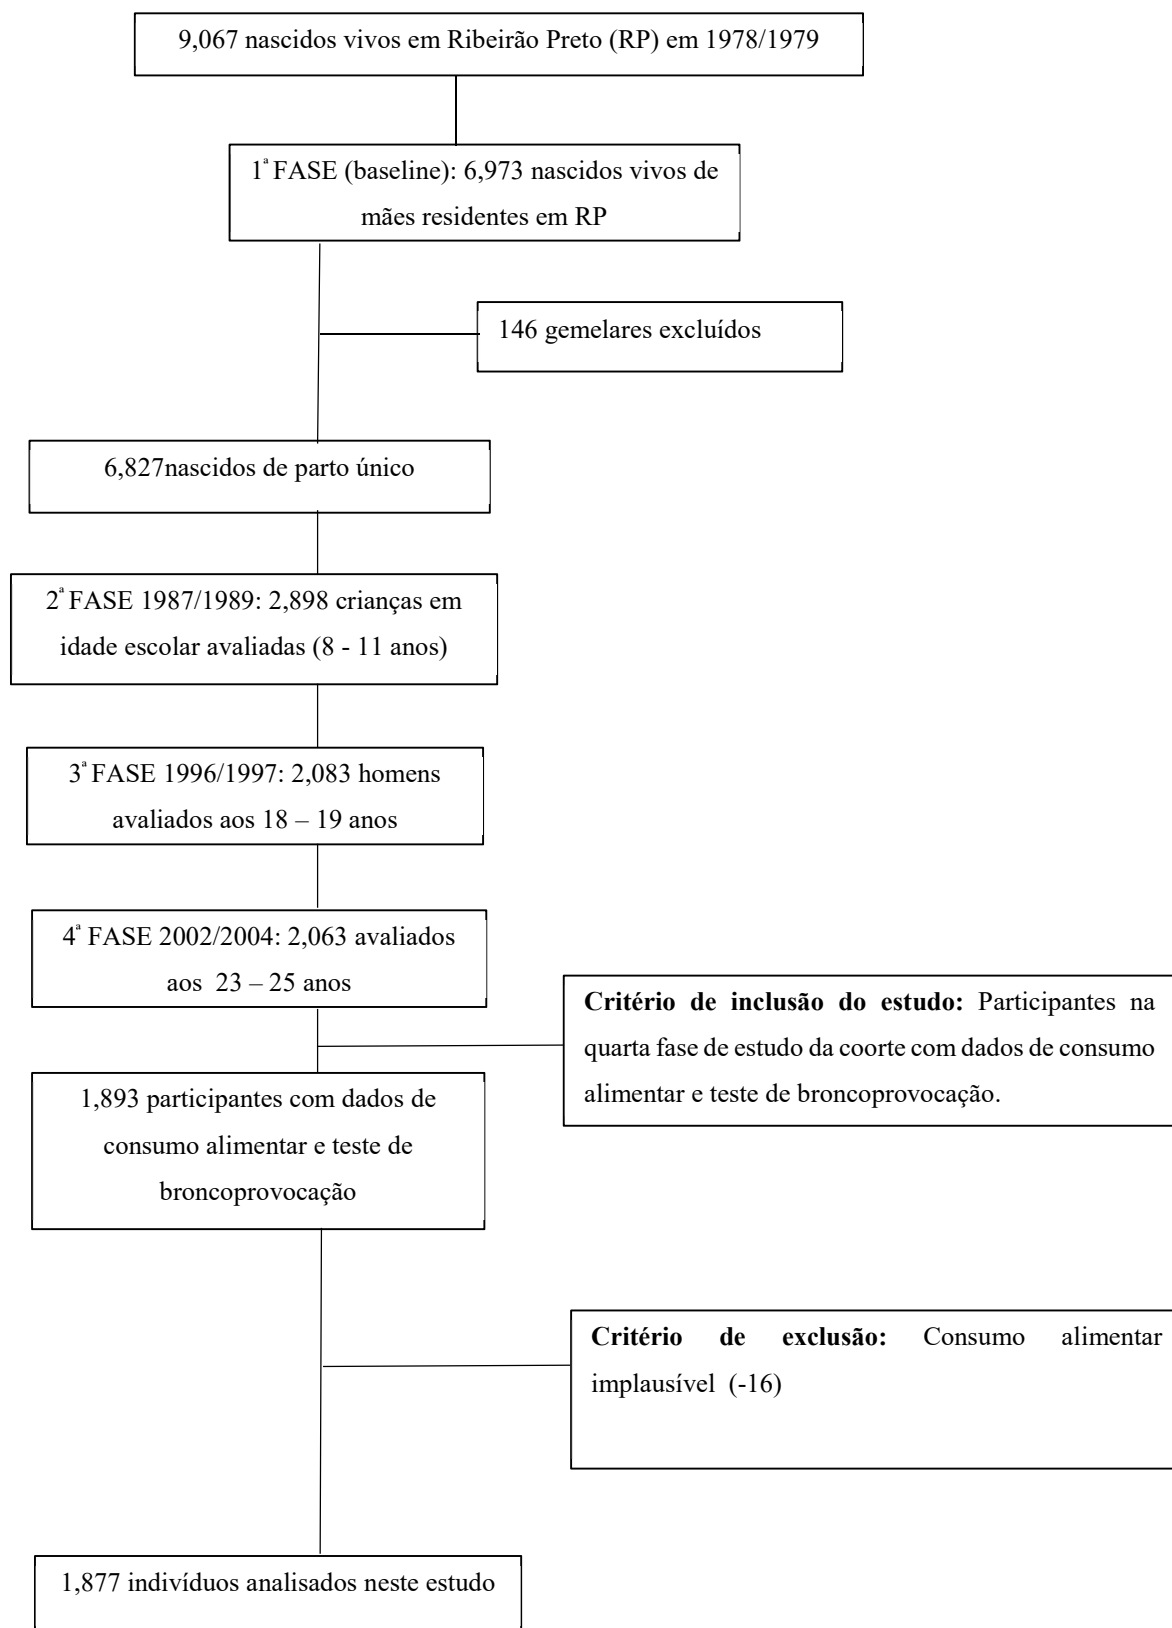 9,067 nascidos vivos em Ribeirão Preto (RP) em 1978/1979
1ª FASE (baseline): 6,973 nascidos vivos de
mães residentes em RP
146 gemelares excluídos
6,827nascidos de parto único
2ª FASE 1987/1989: 2,898 crianças em
idade escolar avaliadas (8 - 11 anos)
3ª FASE 1996/1997: 2,083 homens
avaliados aos 18 – 19 anos
4ª FASE 2002/2004: 2,063 avaliados
aos  23 – 25 anos
Critério de inclusão do estudo: Participantes na
quarta fase de estudo da coorte com dados de consumo
alimentar e teste de broncoprovocação.
1,893 participantes com dados de
consumo alimentar e teste de
broncoprovocação
Critério de exclusão: Consumo alimentar
implausível  (-16)
1,877 indivíduos analisados neste estudo